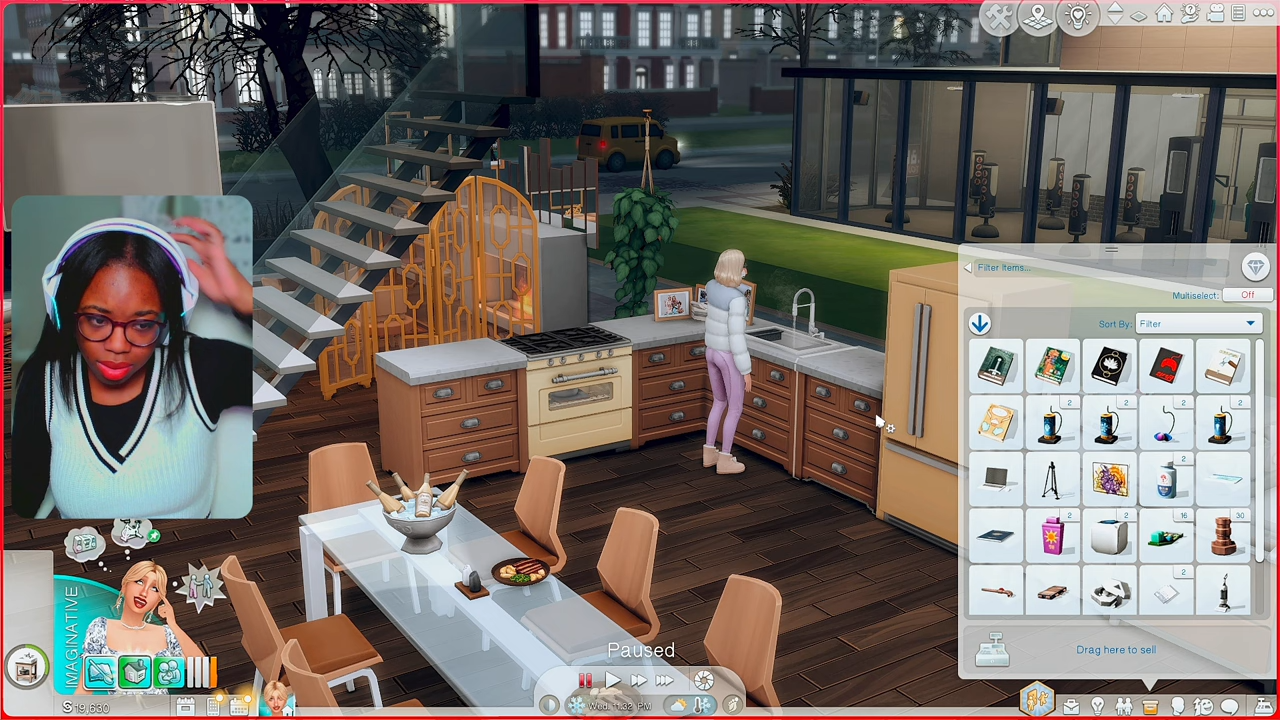 Filter Items...
Multiselect: Off
Sort By: Filter
2
2
2
2
2
2
2
16
30
2
Drag here to sell
Paused
IMAGINATIVE
Wed. 11:32 PM
$19,630